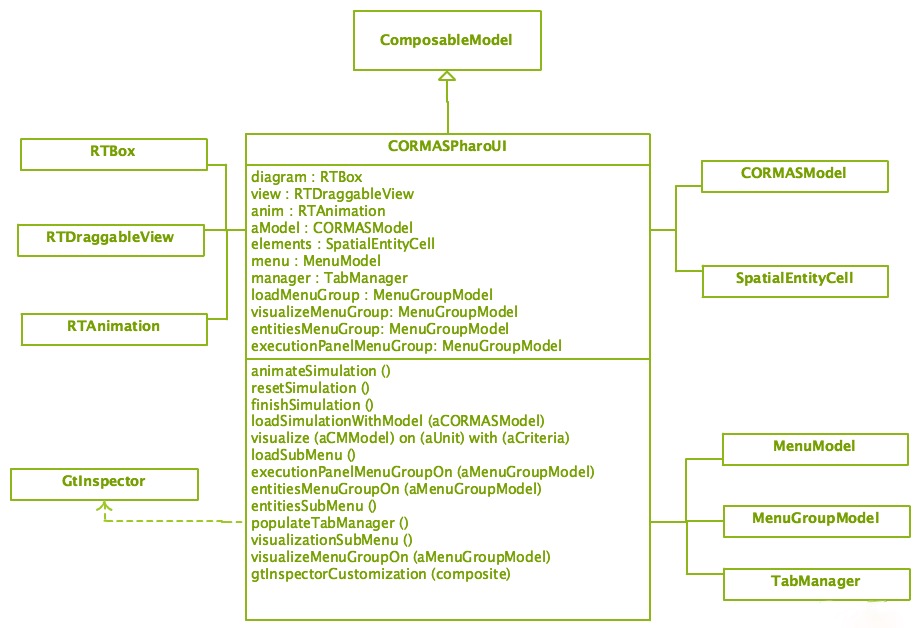 ComposableModel
RTBox
RTDraggableView
RTAnimation
GtInspector
CORMASPharoUI
diagram : RTBox
view : RTDraggableView
anim : RTAnimation
aModel : CORMASModel
elements : SpatialEntityCell
menu : MenuModel
manager : TabManager
loadMenuGroup : MenuGroupModel
visualizeMenuGroup: MenuGroupModel
entitiesMenuGroup: MenuGroupModel
executionPanelMenuGroup: MenuGroupModel
animateSimulation ()
resetSimulation ()
finishSimulation ()
loadSimulationWithModel (aCORMASModel)
visualize (aCMModel) on (aUnit) with (aCriteria)
loadSubMenu ()
executionPanelMenuGroupOn (aMenuGroupModel)
entitiesMenuGroupOn (aMenuGroupModel)
entitiesSubMenu ()
populateTabManager ()
visualizationSubMenu ()
visualizeMenuGroupOn (aMenuGroupModel)
gtInspectorCustomization (composite)
CORMASModel
SpatialEntityCell
MenuModel
MenuGroupModel
TabManager